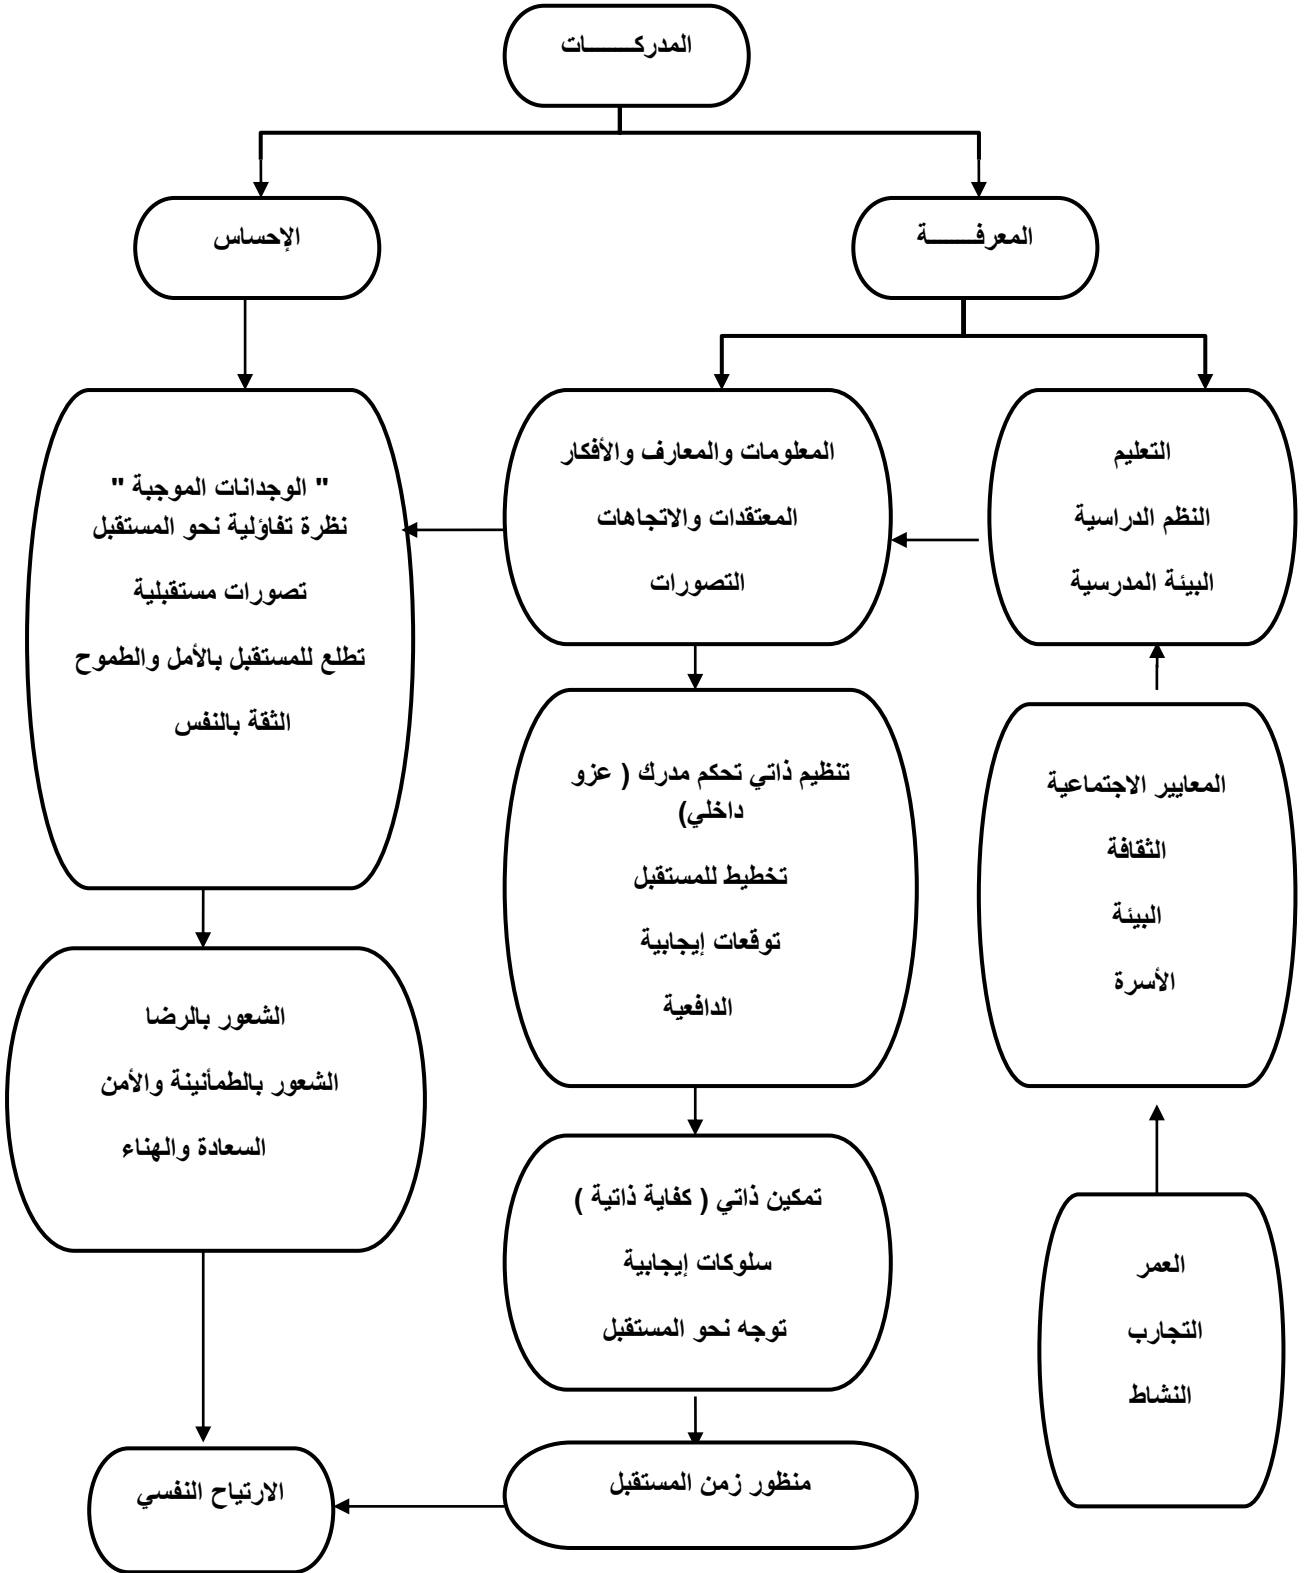 المدركـــــــات
المعرفـــــــة
الإحساس
التعليم
النظم الدراسية
البيئة المدرسية
المعلومات والمعارف والأفكار
المعتقدات والاتجاهات
التصورات
" الوجدانات الموجبة "
نظرة تفاؤلية نحو المستقبل
تصورات مستقبلية
تطلع للمستقبل بالأمل والطموح
الثقة بالنفس
المعايير الاجتماعية
الثقافة
البيئة
الأسرة
تنظيم ذاتي تحكم مدرك ( عزو
داخلي)
تخطيط للمستقبل
توقعات إيجابية
الدافعية
الشعور بالرضا
الشعور بالطمأنينة والأمن
السعادة والهناء
العمر
التجارب
النشاط
تمكين ذاتي ( كفاية ذاتية )
سلوكات إيجابية
توجه نحو المستقبل
منظور زمن المستقبل
الارتياح النفسي